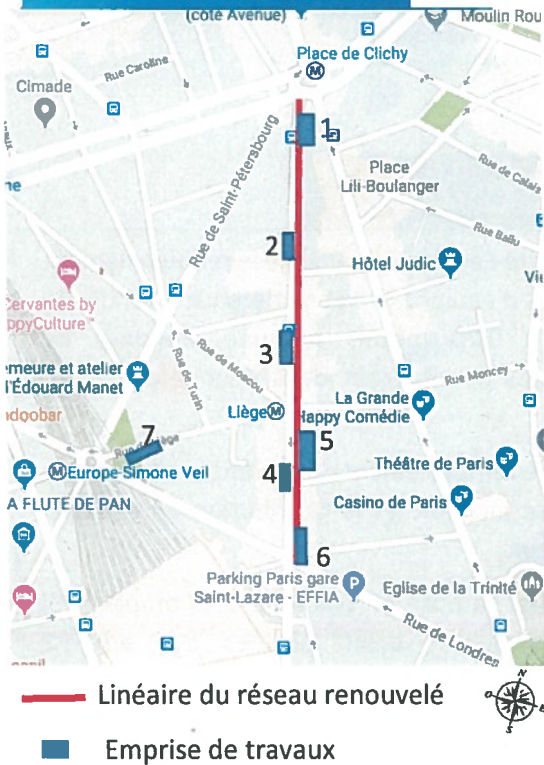 (côté Avenue)
Moulin Rou
Place de Clichy
M
Rue Caroline
Cimade
1
Rue de Saint-Pétersbourg
Place
Lili-Boulanger
Rue de Calais
ne
Rue Ballu
2
Hôtel Judic
Vi
Cervantes by
ppyCulture
3
Rue de Moscou
Rue de Turin
emeure et atelier
d'Édouard Manet
Rue Moncey
La Grande
Happy Comédie
Liège M
ndoobar
7
5
Théâtre de Paris
M Europe-Simone Veil
4
A FLUTE DE PAN
Casino de Paris
6
Parking Paris gare
Saint-Lazare - EFFIA
P
Eglise de la Trinité
Rue de Londres
Linéaire du réseau renouvelé
N
O
E
S
Emprise de travaux